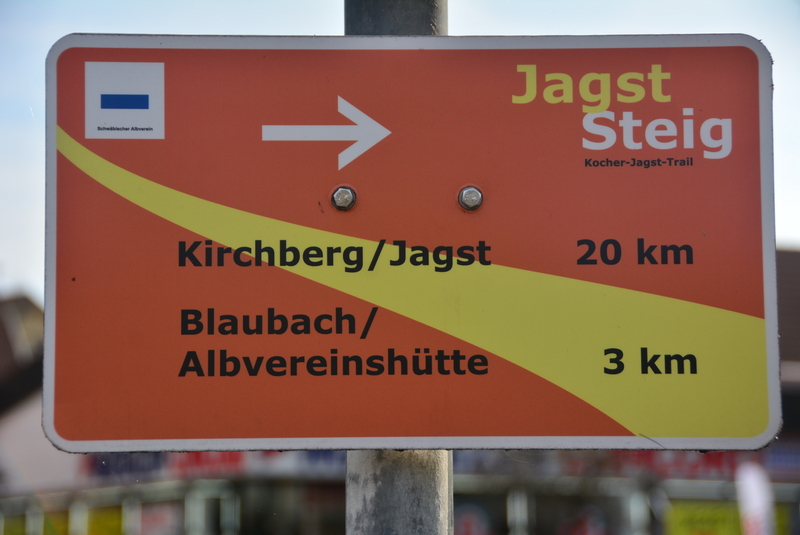 Schwäbischer Albverein
Jagst
Steig
Kocher-Jagst-Trail
Kirchberg/Jagst 20 km
Blaubach/
Albvereinshütte 3 km